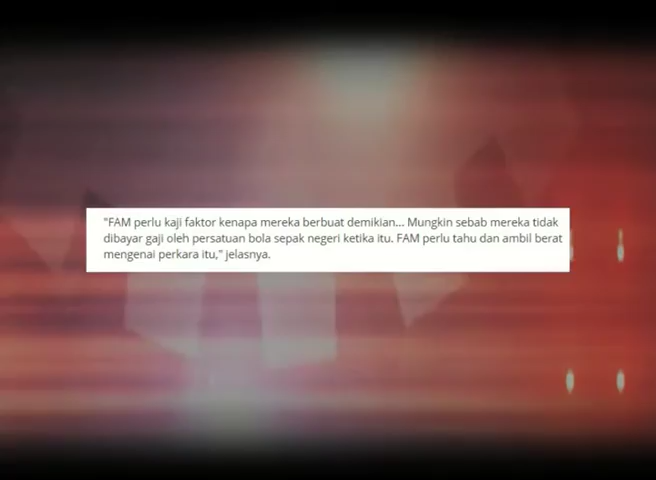 "FAM perlu kaji faktor kenapa mereka berbuat demikian... Mungkin sebab mereka tidak
dibayar gaji oleh persatuan bola sepak negeri ketika itu. FAM perlu tahu dan ambil berat
mengenai perkara itu," jelasnya.